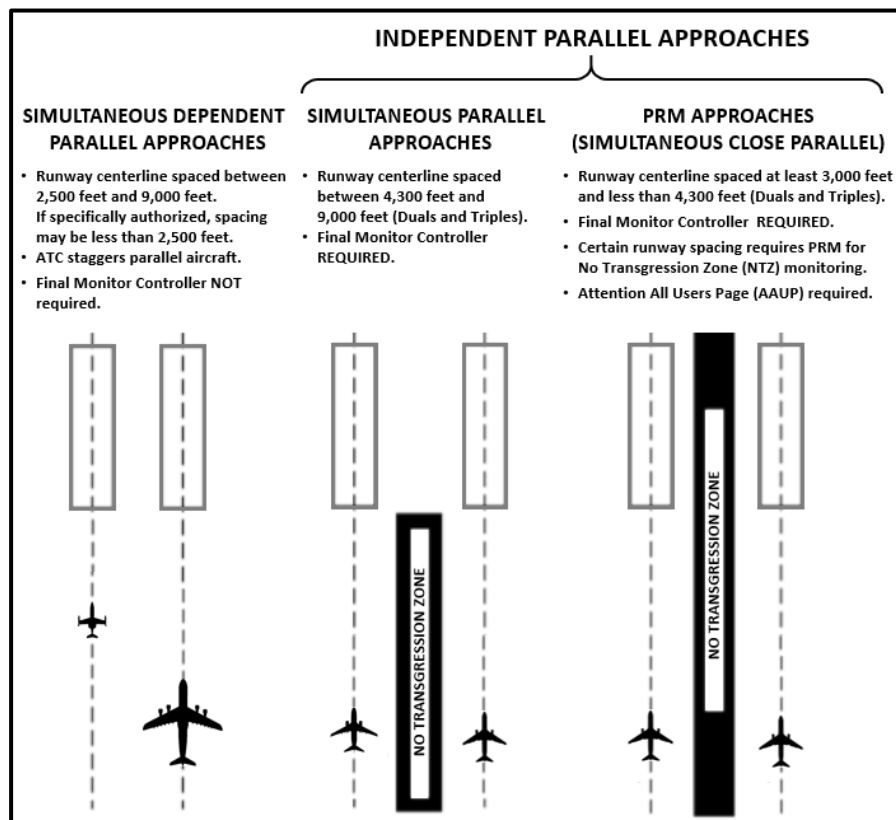 INDEPENDENT PARALLEL APPROACHES
SIMULTANEOUS DEPENDENT
PARALLEL APPROACHES
• Runway centerline spaced between
2,500 feet and 9,000 feet.
If specifically authorized, spacing
may be less than 2,500 feet.
• ATC staggers parallel aircraft.
• Final Monitor Controller NOT
required.
SIMULTANEOUS PARALLEL
APPROACHES
• Runway centerline spaced
between 4,300 feet and
9,000 feet (Duals and Triples).
• Final Monitor Controller
REQUIRED.
PRM APPROACHES
(SIMULTANEOUS CLOSE PARALLEL)
• Runway centerline spaced at least 3,000 feet
and less than 4,300 feet (Duals and Triples).
• Final Monitor Controller REQUIRED.
• Certain runway spacing requires PRM for
No Transgression Zone (NTZ) monitoring.
• Attention All Users Page (AAUP) required.
NO TRANSGRESSION ZONE
NO TRANSGRESSION ZONE